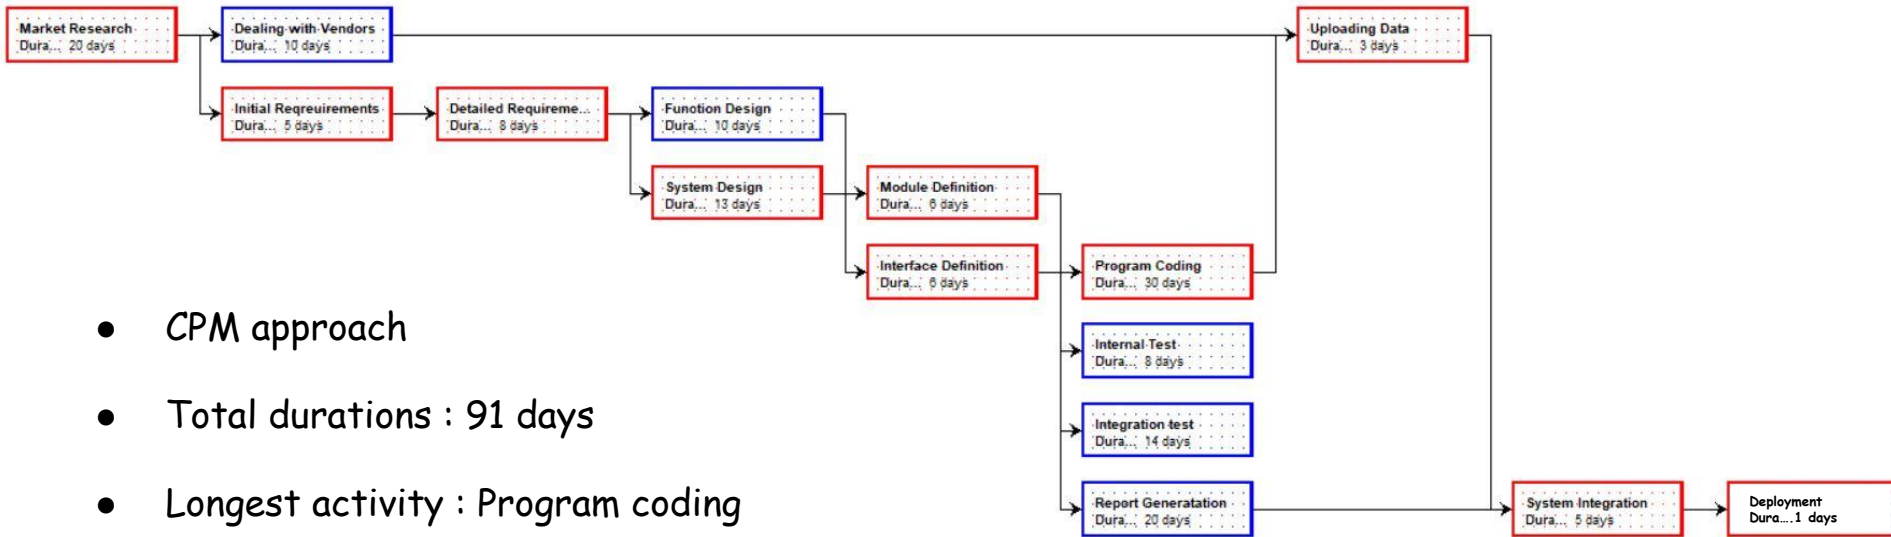 Market Research
Dura... 20 days
Dealing with Vendors
Dura... 10 days
Uploading Data
Dura... 3 days
Initial Reqreuirements
Dura... 5 days
Detailed Requireme...
Dura... 8 days
Function Design
Dura... 10 days
System Design
Dura... 13 days
Module Definition
Dura... 6 days
Interface Definition
Dura... 6 days
Program Coding
Dura... 30 days
● CPM approach
Internal Test
Dura... 8 days
● Total durations : 91 days
Integration test
Dura... 14 days
● Longest activity : Program coding
Report Generatation
Dura... 20 days
System Integration
Dura... 5 days
Deployment
Dura....1 days